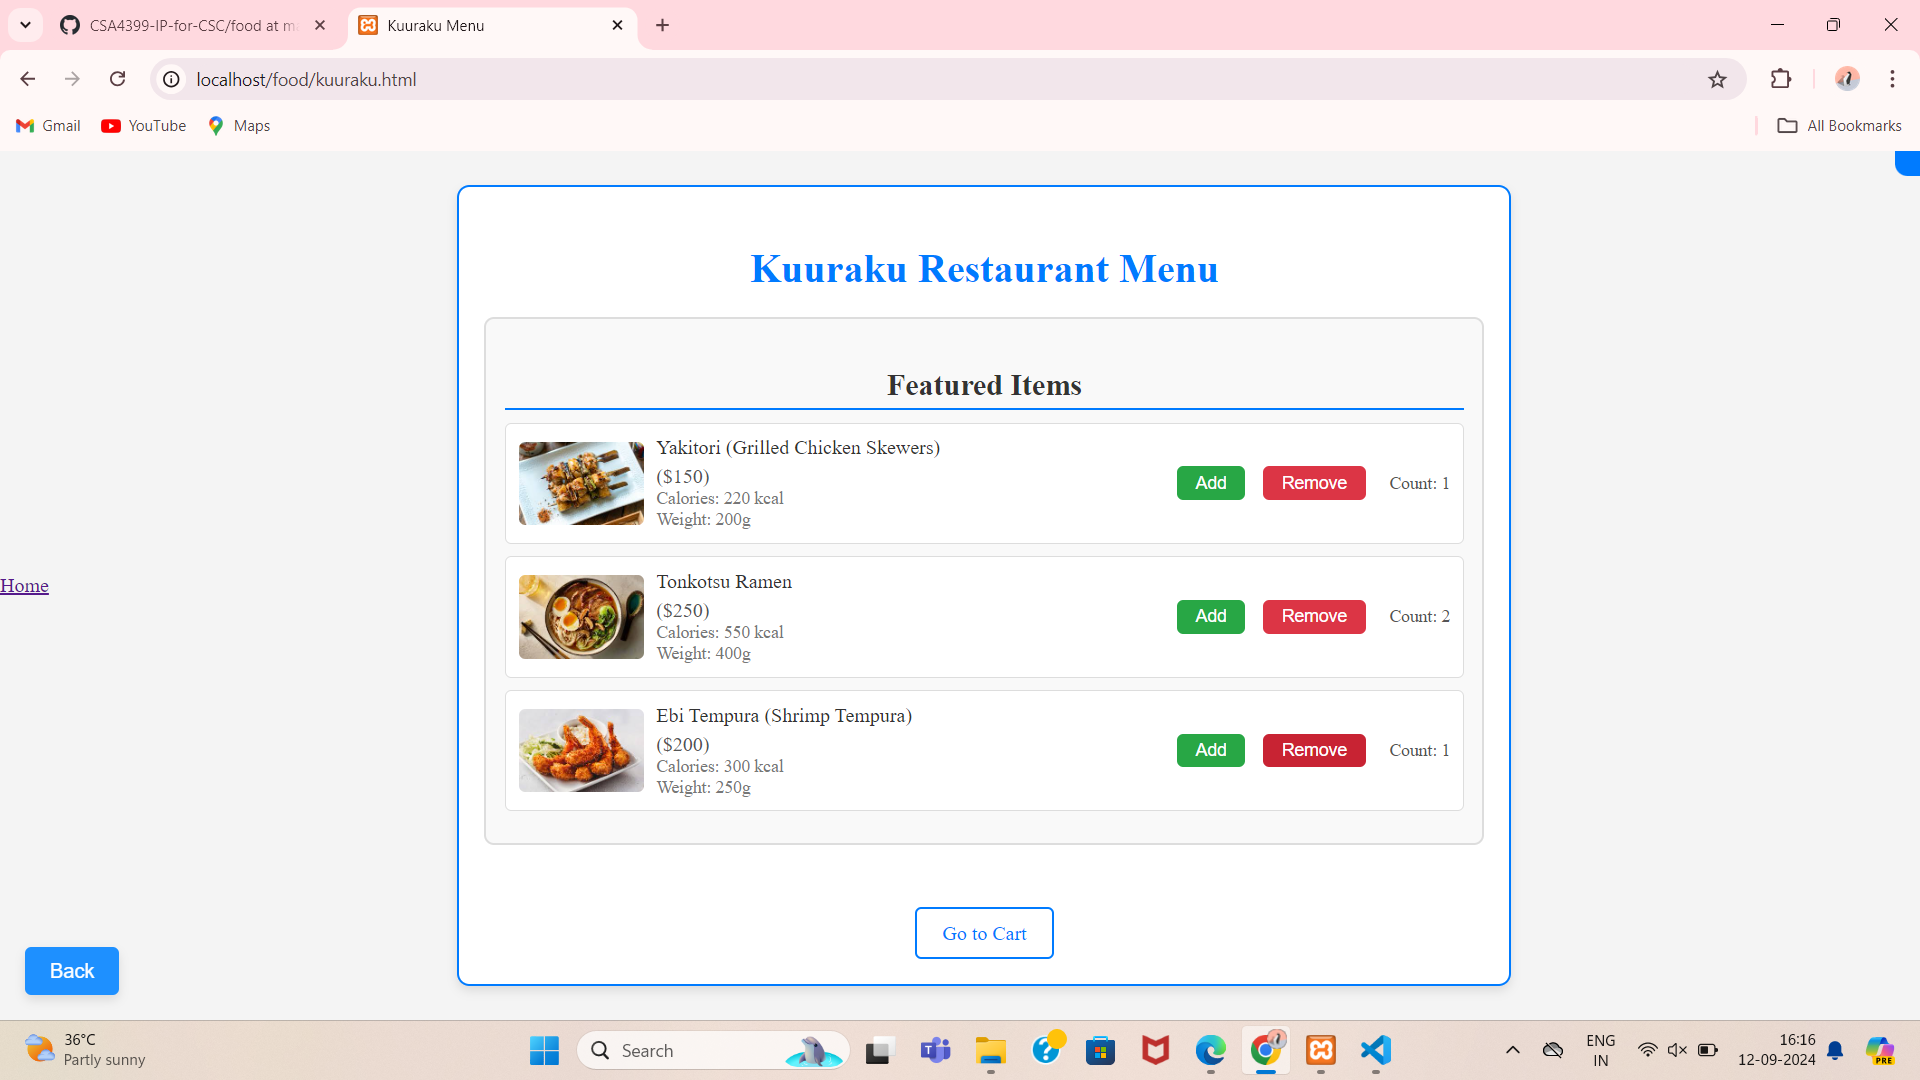 CSA4399-IP-for-CSC/food at ma
Kuuraku Menu
localhost/food/kuuraku.html
Gmail
YouTube
Maps
All Bookmarks
Kuuraku Restaurant Menu
Featured Items
Yakitori (Grilled Chicken Skewers)
($150)
Calories: 220 kcal
Weight: 200g
Add
Remove
Count: 1
Tonkotsu Ramen
($250)
Calories: 550 kcal
Weight: 400g
Add
Remove
Count: 2
Home
Ebi Tempura (Shrimp Tempura)
($200)
Calories: 300 kcal
Weight: 250g
Add
Remove
Count: 1
Go to Cart
Back
36°C
Partly sunny
Search
ENG
IN
16:16
12-09-2024
PRE